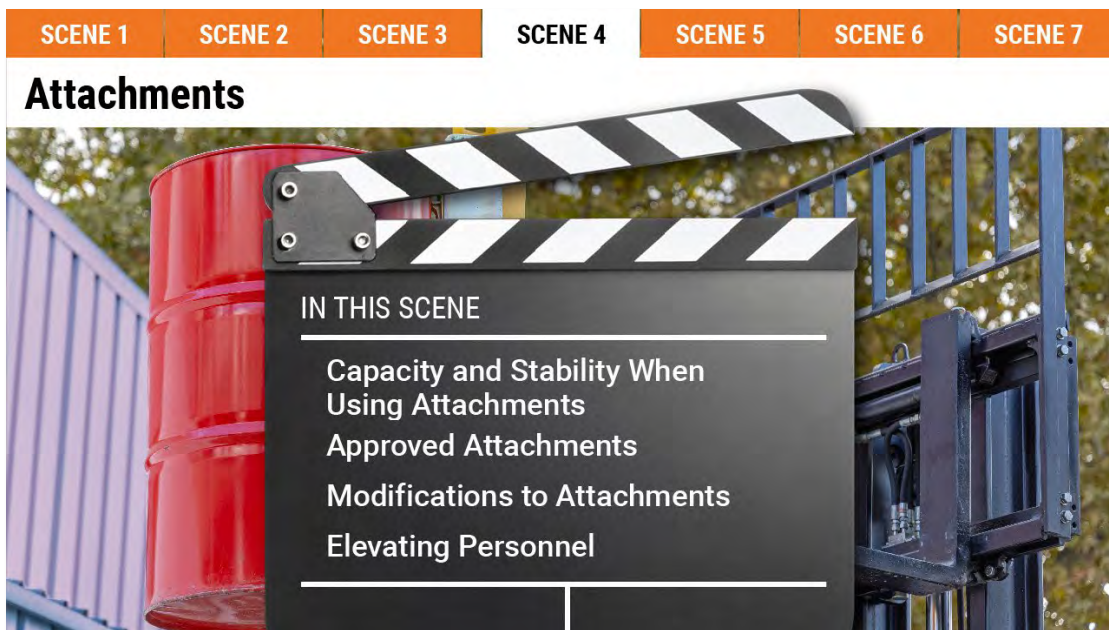 SCENE 1 SCENE 2 SCENE 3 SCENE 4 SCENE 5 SCENE 6 SCENE 7
Attachments
IN THIS SCENE
Capacity and Stability When
Using Attachments
Approved Attachments
Modifications to Attachments
Elevating Personnel